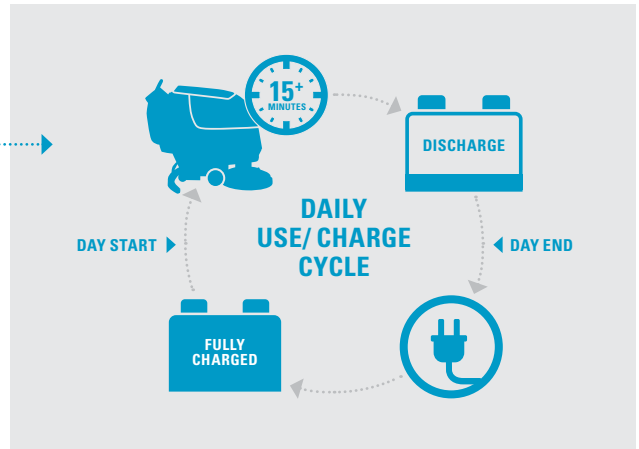 15+
MINUTES
DISCHARGE
DAILY
USE/ CHARGE
CYCLE
DAY START
DAY END
FULLY
CHARGED